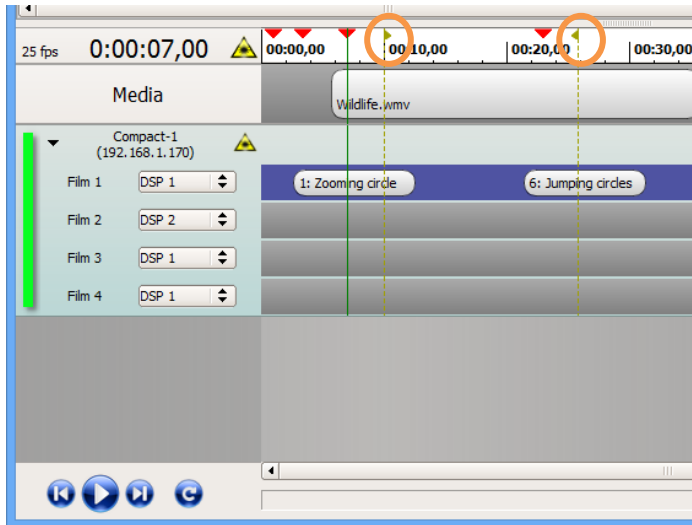 25 fps 0:00:07,00 00:00,00 00:10,00 00:20,00 00:30,00
Media Wildlife.wmv
Compact-1
(192.168.1.170)
Film 1 DSP 1 1: Zooming circle 6: Jumping circles
Film 2 DSP 2
Film 3 DSP 1
Film 4 DSP 1